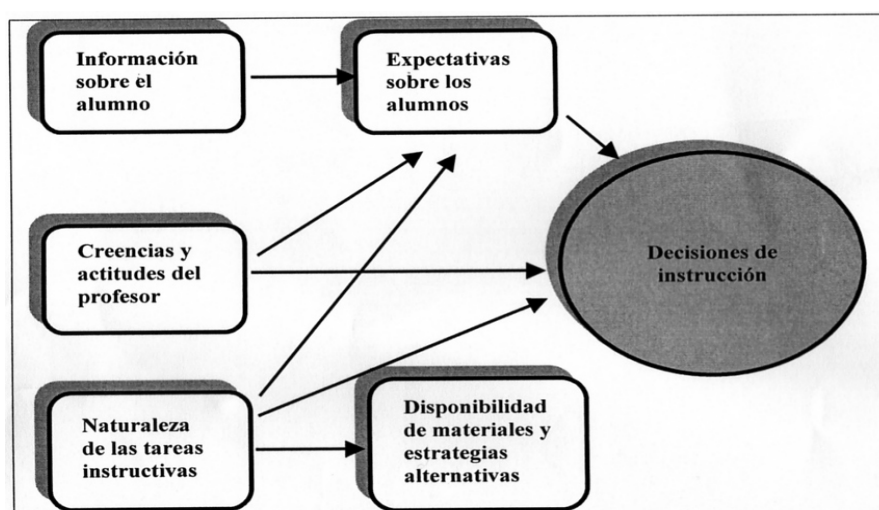 Información
sobre el
alumno
Expectativas
sobre los
alumnos
Creencias y
actitudes del
profesor
Decisiones de
instrucción
Naturaleza
de las tareas
instructivas
Disponibilidad
de materiales y
estrategias
alternativas